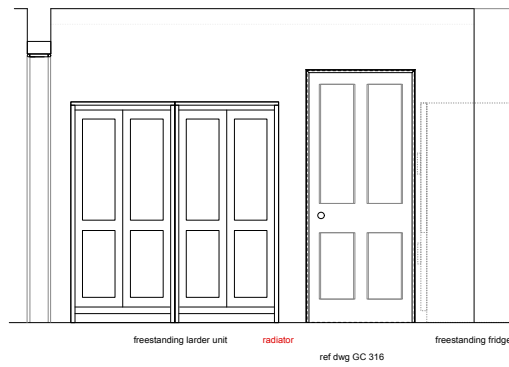 freestanding larder unit
radiator
freestanding fridge
ref dwg GC 316